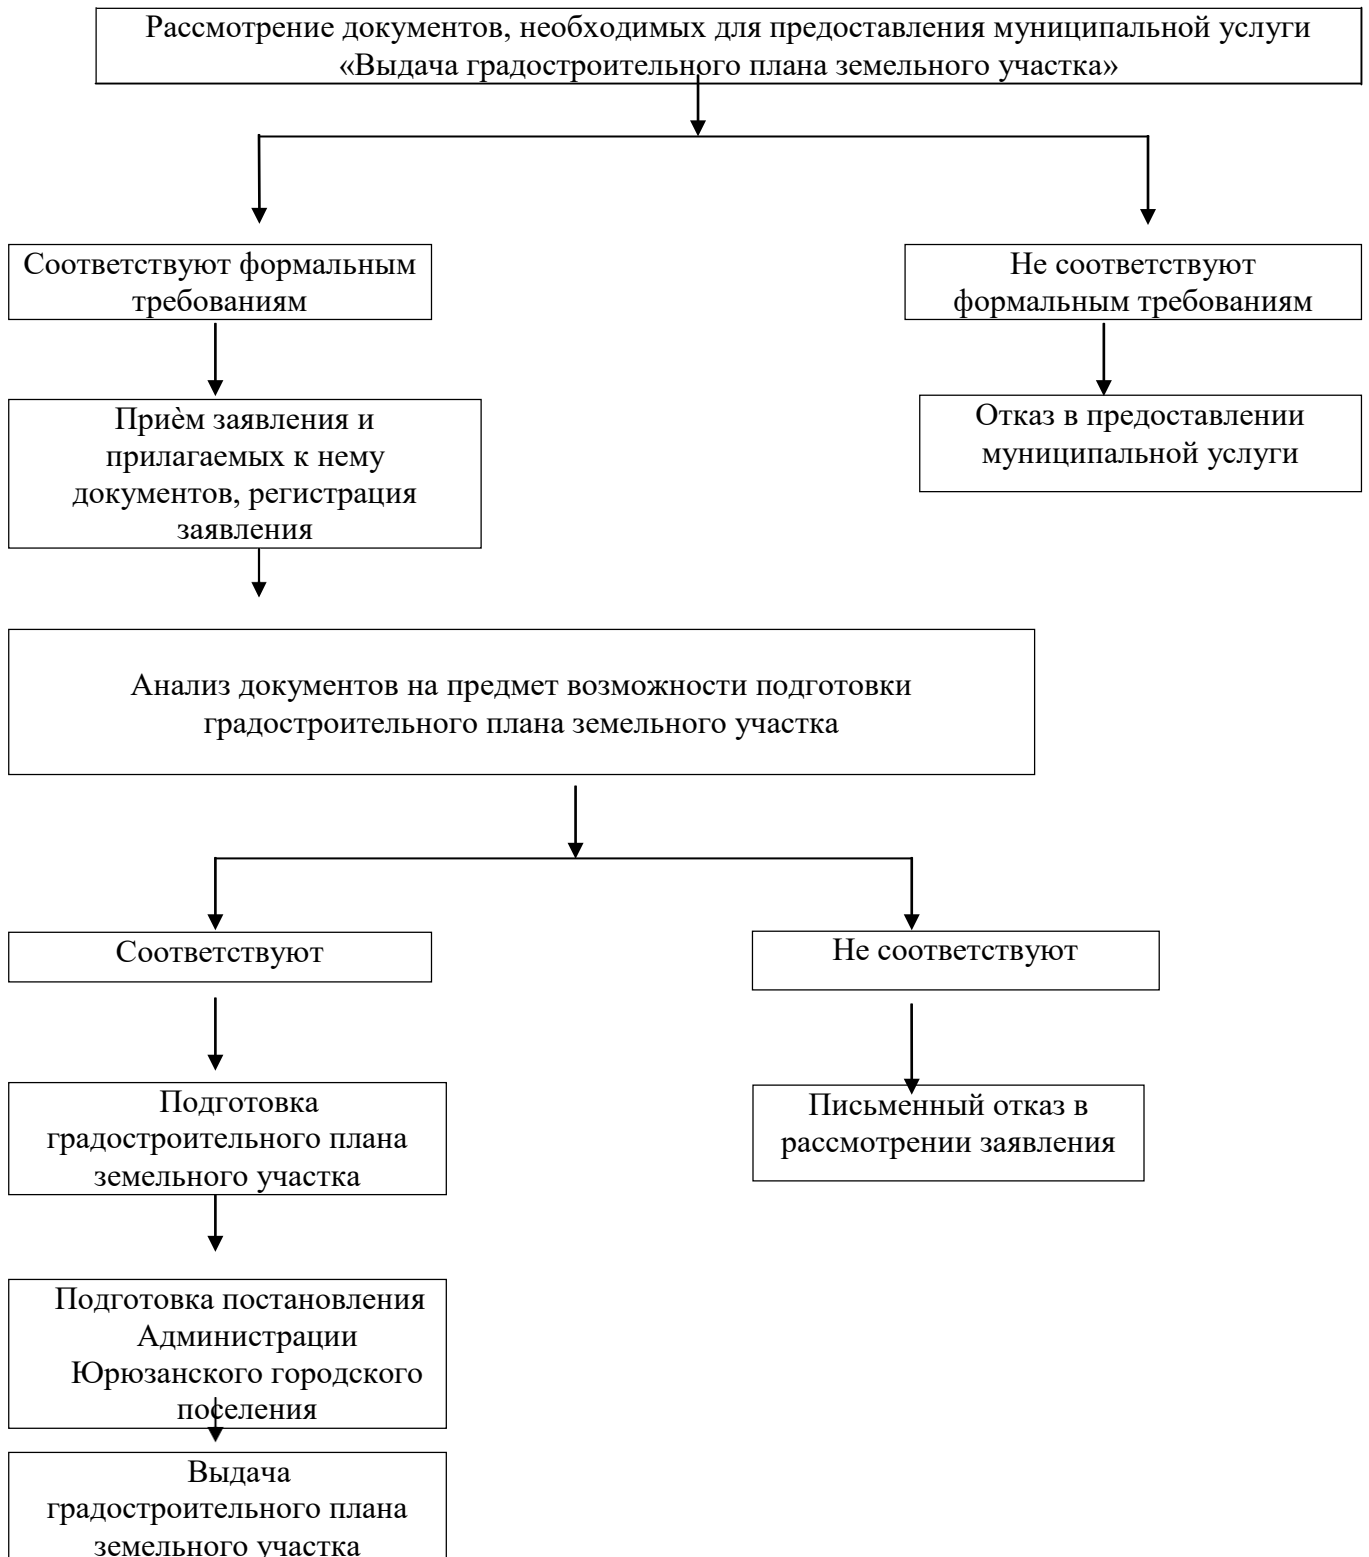 Рассмотрение документов, необходимых для предоставления муниципальной услуги
«Выдача градостроительного плана земельного участка»
Соответствуют формальным
требованиям
Не соответствуют
формальным требованиям
Приѐм заявления и
прилагаемых к нему
документов, регистрация
заявления
Отказ в предоставлении
муниципальной услуги
Анализ документов на предмет возможности подготовки
градостроительного плана земельного участка
Соответствуют
Не соответствуют
Подготовка
градостроительного плана
земельного участка
Письменный отказ в
рассмотрении заявления
Подготовка постановления
Администрации
Юрюзанского городского
поселения
Выдача
градостроительного плана
земельного участка